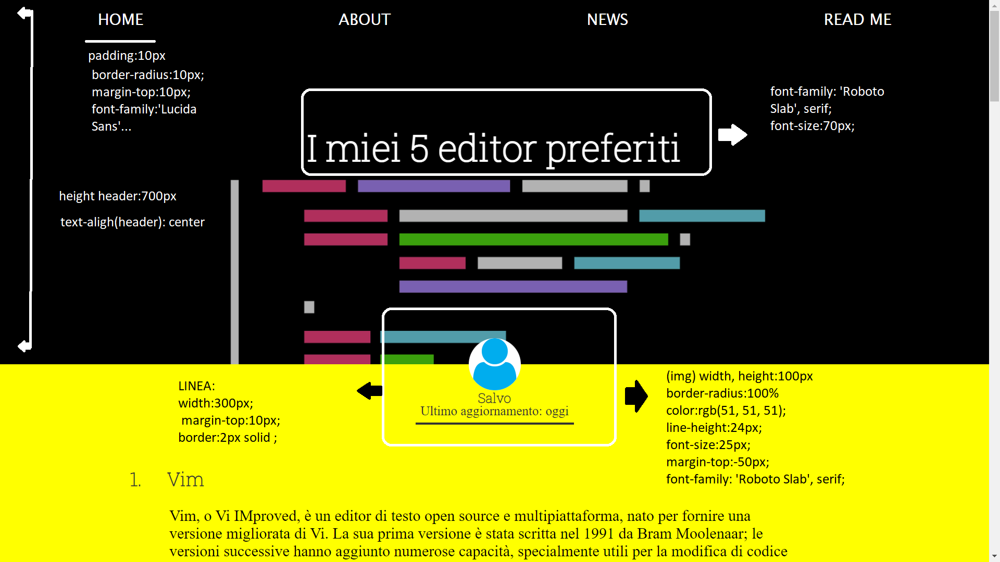 HOME ABOUT NEWS READ ME
padding:10px
border-radius:10px;
margin-top:10px;
font-family:'Lucida
Sans'...
font-family: 'Roboto
Slab', serif;
font-size:70px;
I miei 5 editor preferiti
height header:700px
text-aligh(header): center
LINEA:
width:300px;
margin-top:10px;
border:2px solid ;
Salvo
Ultimo aggiornamento: oggi
(img) width, height:100px
border-radius:100%
color:rgb(51, 51, 51);
line-height:24px;
font-size:25px;
margin-top:-50px;
font-family: 'Roboto Slab', serif;
1. Vim
Vim, o Vi IMproved, è un editor di testo open source e multipiattaforma, nato per fornire una
versione migliorata di Vi. La sua prima versione è stata scritta nel 1991 da Bram Moolenaar; le
versioni successive hanno aggiunto numerose capacità, specialmente utili per la modifica di codice